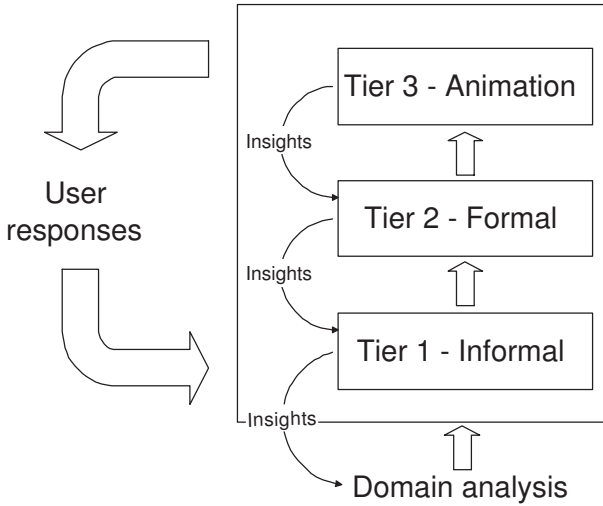 Tier 3 - Animation
Insights
User
responses
Tier 2 - Formal
Insights
Tier 1 - Informal
Insights
Domain analysis